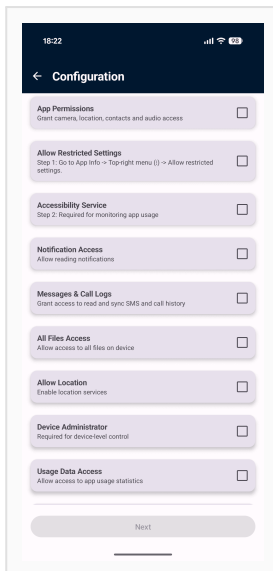 18:22
98
← Configuration
App Permissions
Grant camera, location, contacts and audio access
Allow Restricted Settings
Step 1: Go to App Info -> Top-right menu (⁝) -> Allow restricted
settings.
Accessibility Service
Step 2: Required for monitoring app usage
Notification Access
Allow reading notifications
Messages & Call Logs
Grant access to read and sync SMS and call history
All Files Access
Allow access to all files on device
Allow Location
Enable location services
Device Administrator
Required for device-level control
Usage Data Access
Allow access to app usage statistics
Next